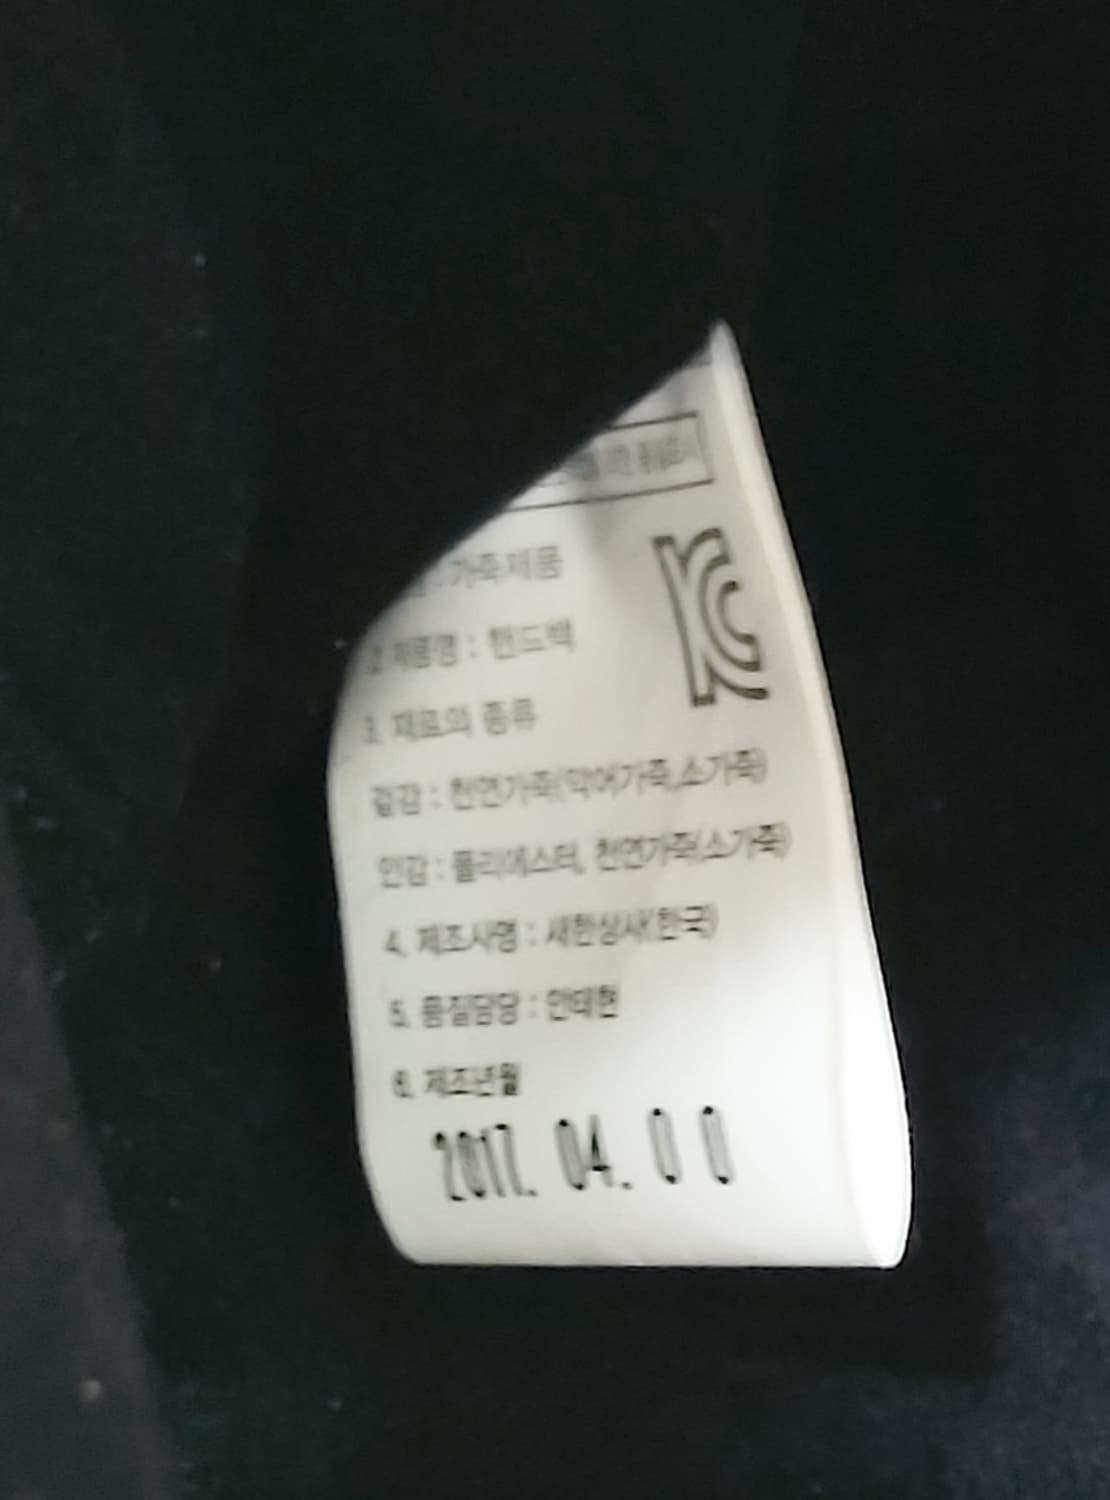 : 가죽제품
KC
2. 제품명 : 핸드백
3. 재료의 종류
겉감 : 천연가죽(악어가죽,소가죽)
안감 : 폴리에스터, 천연가죽(소가죽)
4. 제조사명 : 새한상사(한국)
5. 품질담당 : 안태현
6. 제조년월
2017. 04. 0 0